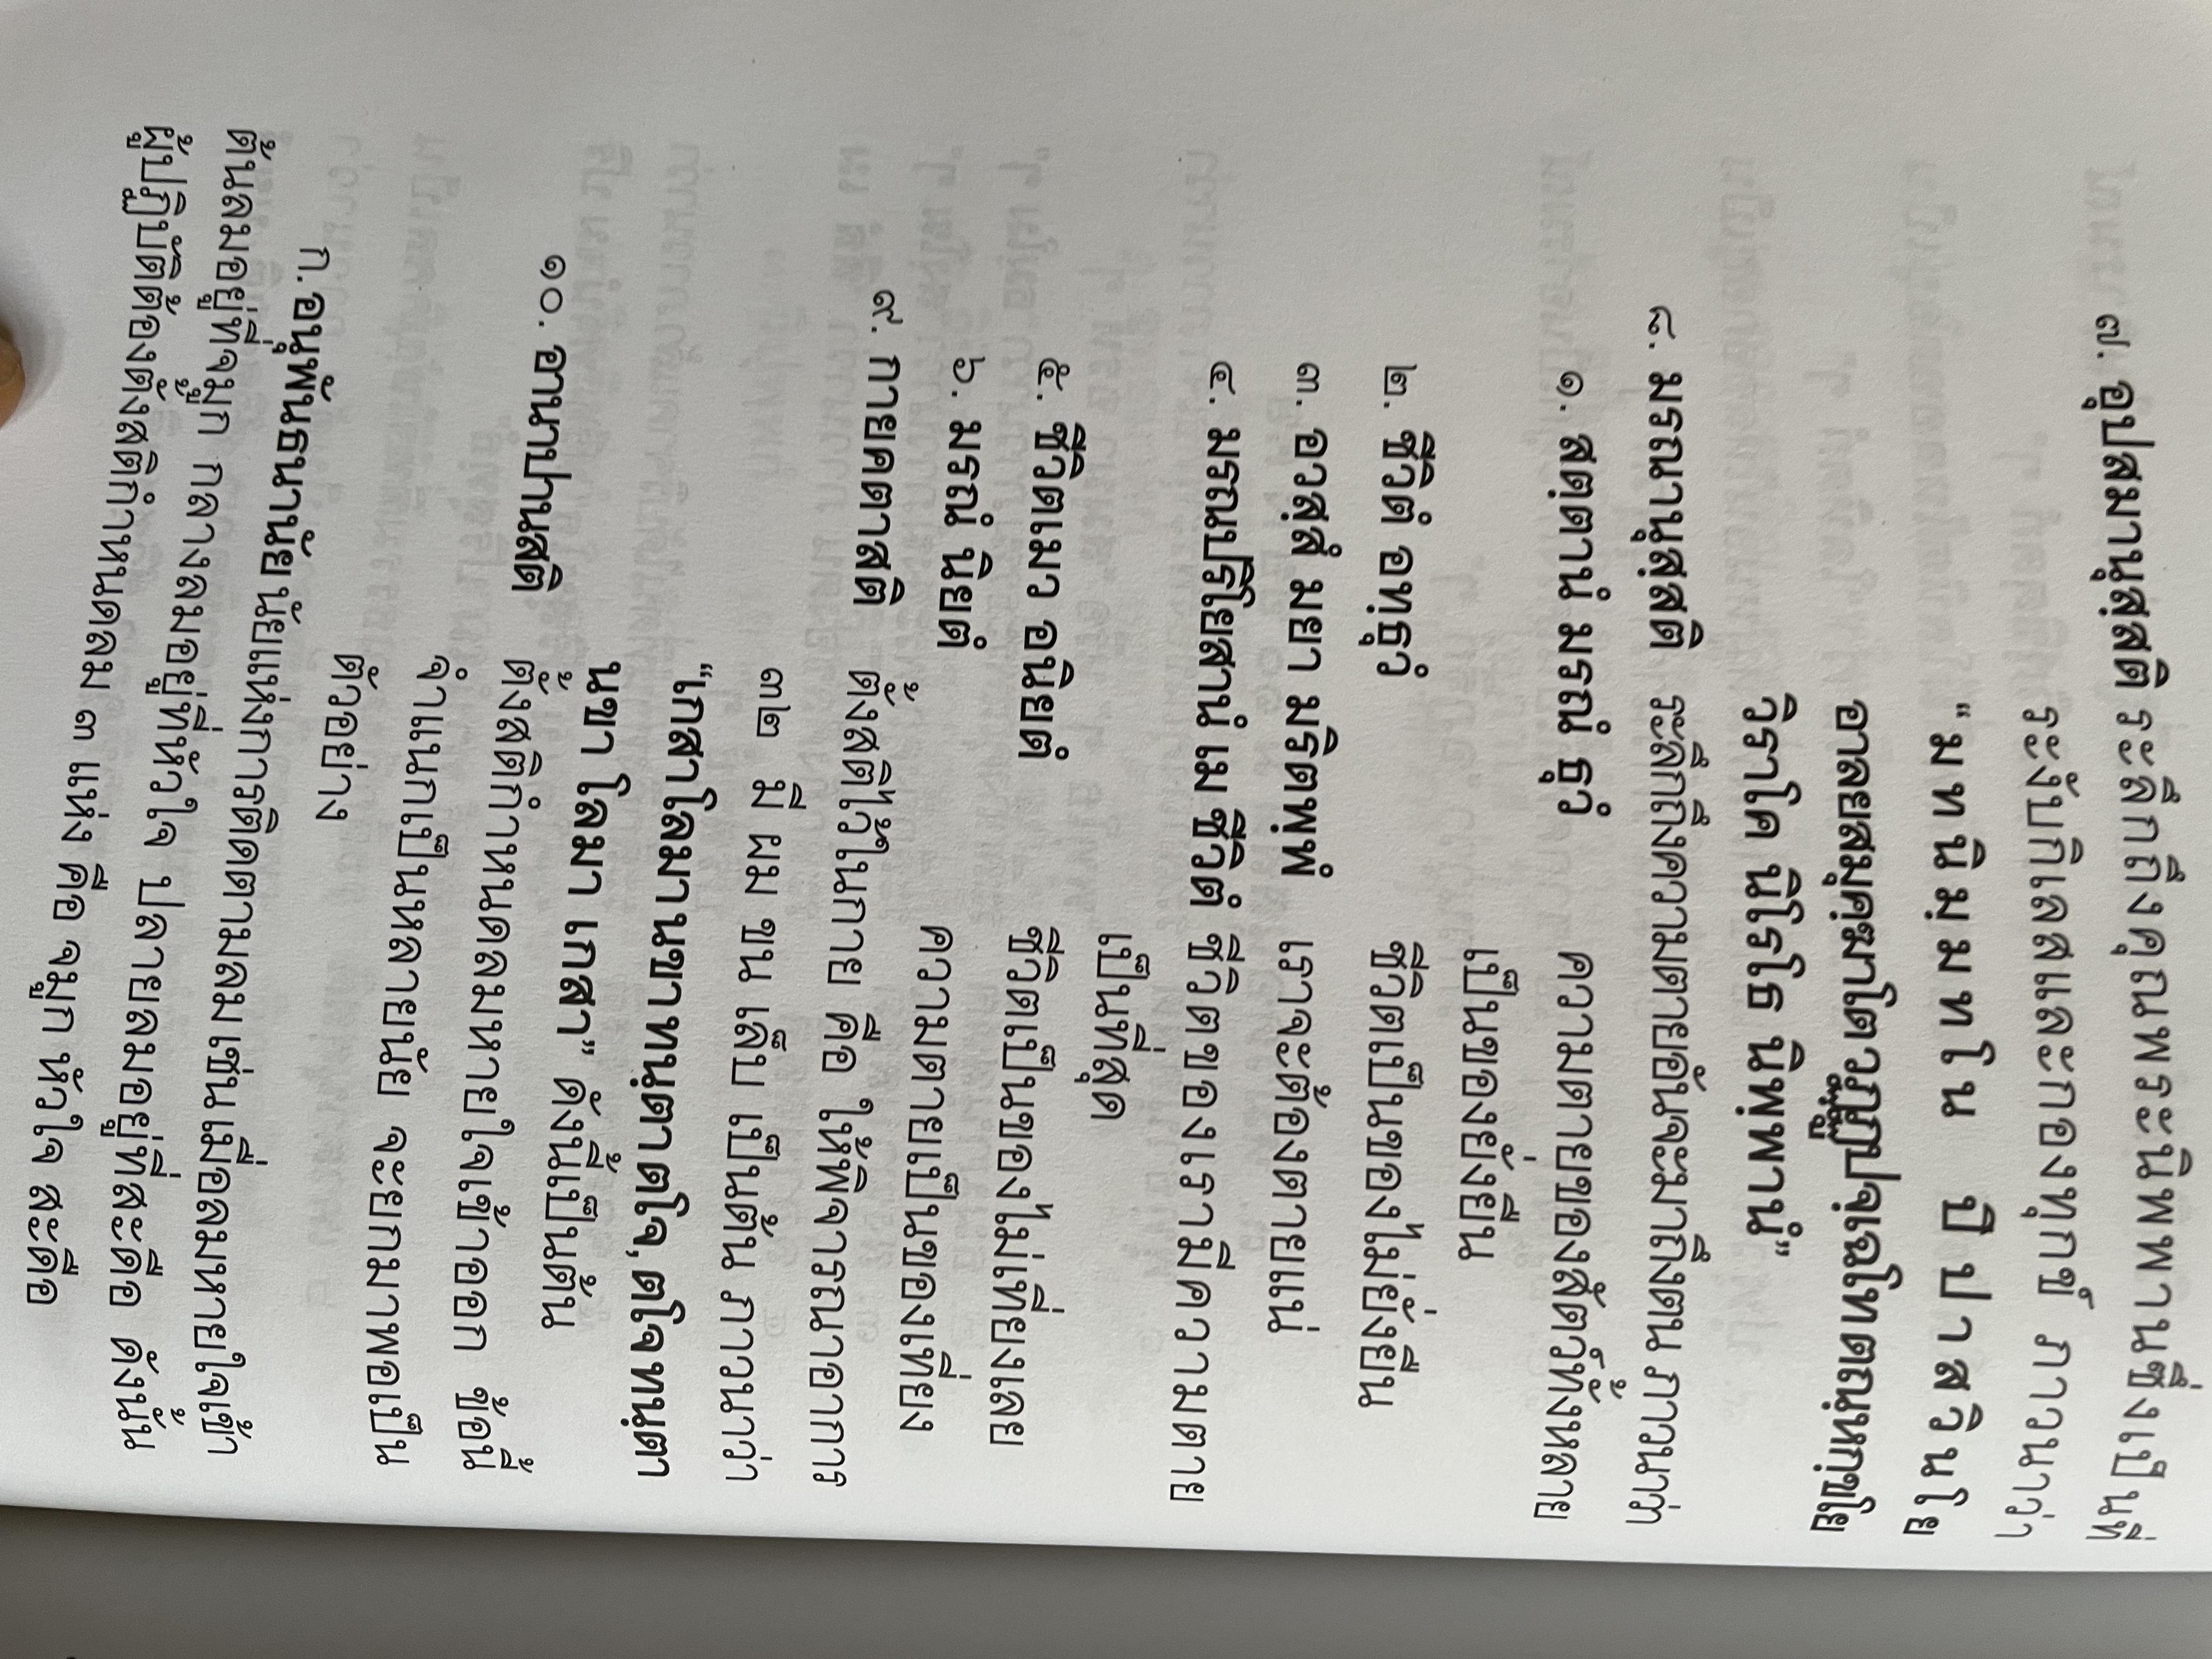 ๗. อุปสมานุสฺสติ ระลึกถึงคุณพระนิพพานซึ่งเป็นที่
ระงับกิเลสและกองทุกข์ ภาวนาว่า
“มทนิมฺมทโน ปิปาสวินโย
อาลยสมุคฺฆาโต วฏฺฏูปจฺเฉโท ตณฺหกฺขโย
วิราโค นิโรโธ นิพฺพานํ”
๘. มรณานุสฺสติ ระลึกถึงความตายอันจะมาถึงตน ภาวนาว่า
๑. สตฺตานํ มรณํ ธุวํ ความตายของสัตว์ทั้งหลาย
เป็นของยั่งยืน
๒. ชีวิตํ อทฺธุวํ ชีวิตเป็นของไม่ยั่งยืน
๓. อวสฺสํ มยา มริตพฺพํ เราจะต้องตายแน่
๔. มรณปริโยสานํ เม ชีวิตํ ชีวิตของเรามีความตาย
เป็นที่สุด
๕. ชีวิตเมว อนิยตํ ชีวิตเป็นของไม่เที่ยงเลย
๖. มรณํ นิยตํ ความตายเป็นของเที่ยง
๙. กายคตาสติ ตั้งสติไว้ในกาย คือ ให้พิจารณาอาการ
๓๒ มี ผม ขน เล็บ เป็นต้น ภาวนาว่า
“เกสา โลมา นขา ทนฺตา ตโจ, ตโจ ทนฺตา
นขา โลมา เกสา” ดังนี้เป็นต้น
๑๐. อานาปานสติ ตั้งสติกำหนดลมหายใจเข้าออก ข้อนี้
จำแนกเป็นหลายนัย จะยกมาพอเป็น
ตัวอย่าง
ก. อนุพันธนานัย นัยแห่งการติดตามลม เช่นเมื่อลมหายใจเข้า
ต้นลมอยู่ที่จมูก กลางลมอยู่ที่หัวใจ ปลายลมอยู่ที่สะดือ ดังนั้น
ผู้ปฏิบัติต้องตั้งสติกำหนดลม ๓ แห่ง คือ จมูก หัวใจ สะดือ